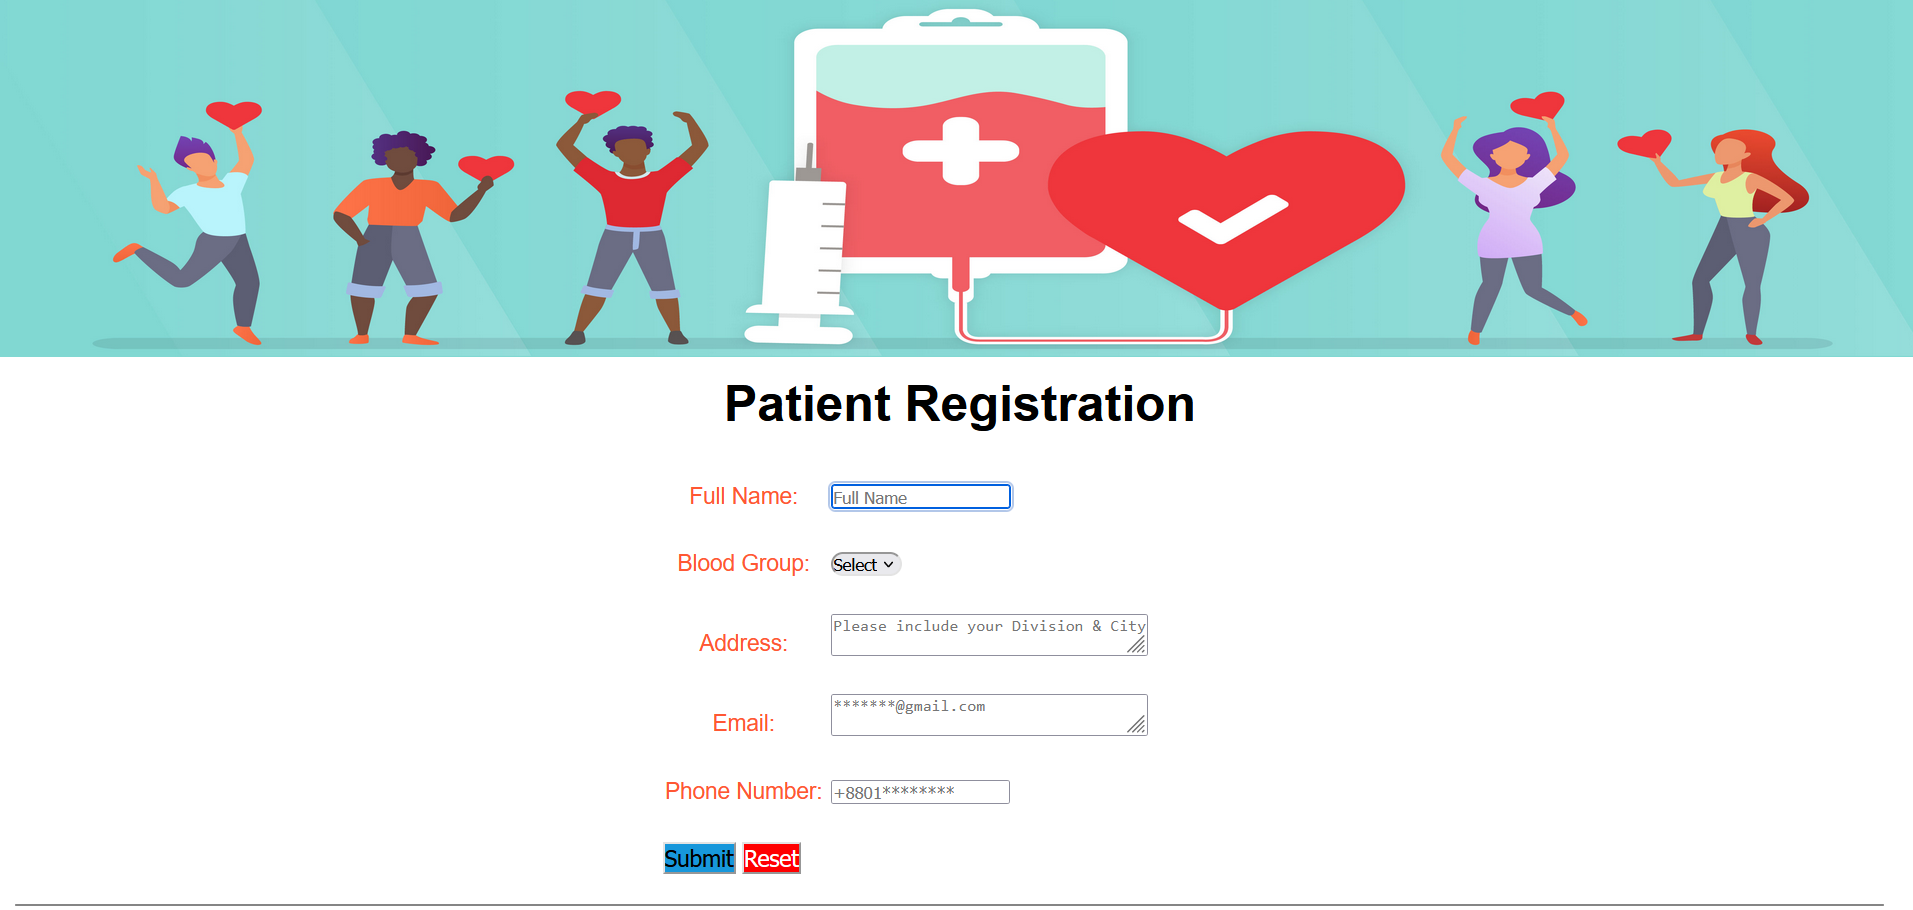 Patient Registration
Full Name: Full Name
Blood Group: Select
Address: Please include your Division & City
Email: *******@gmail.com
Phone Number: +8801********
Submit Reset